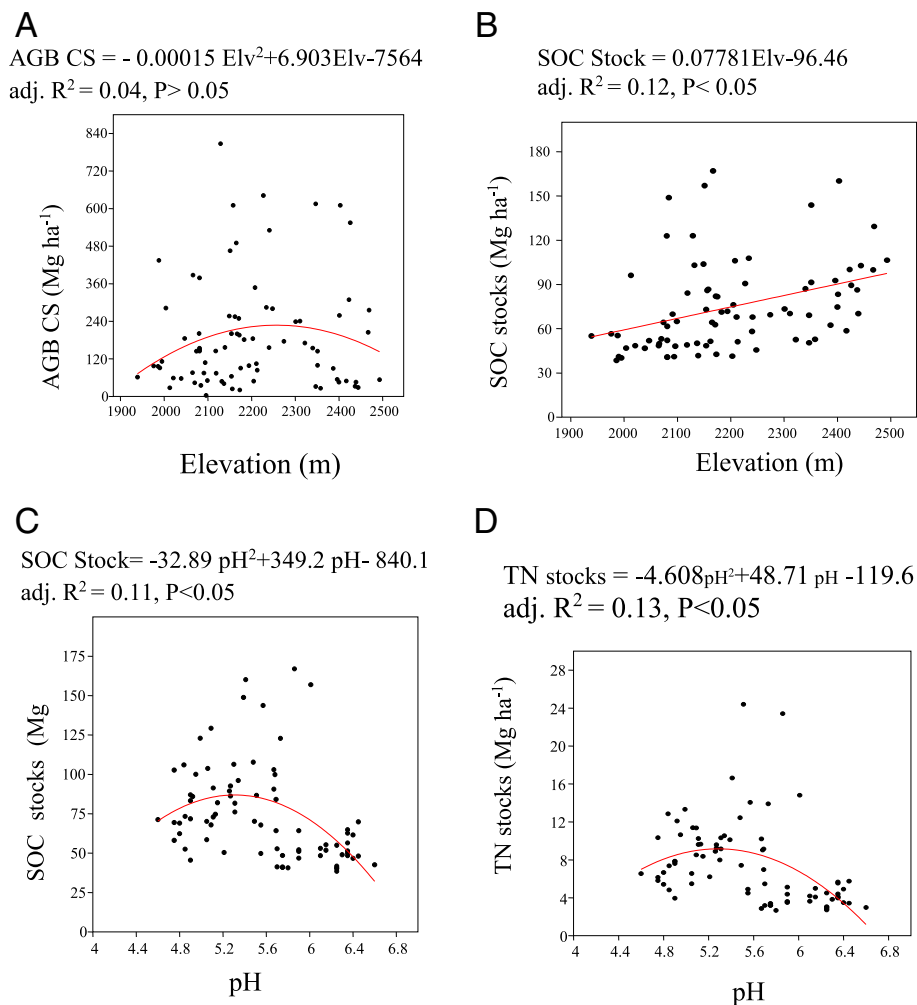 A
AGB CS = - 0.00015 Elv²+6.903Elv-7564
adj. R² = 0.04, P> 0.05
840
720
600
480
360
240
120
0
AGB CS (Mg ha⁻¹)
1900 2000 2100 2200 2300 2400 2500
Elevation (m)
B
SOC Stock = 0.07781Elv-96.46
adj. R² = 0.12, P< 0.05
180
150
120
90
60
30
0
SOC stocks (Mg ha⁻¹)
1900 2000 2100 2200 2300 2400 2500
Elevation (m)
C
SOC Stock= -32.89 pH²+349.2 pH- 840.1
adj. R² = 0.11, P<0.05
175
150
125
100
75
50
25
0
SOC stocks (Mg
4 4.4 4.8 5.2 5.6 6 6.4 6.8
pH
D
TN stocks = -4.608pH²+48.71 pH -119.6
adj. R² = 0.13, P<0.05
28
24
20
16
12
8
4
0
TN stocks (Mg ha⁻¹)
4 4.4 4.8 5.2 5.6 6 6.4 6.8
pH